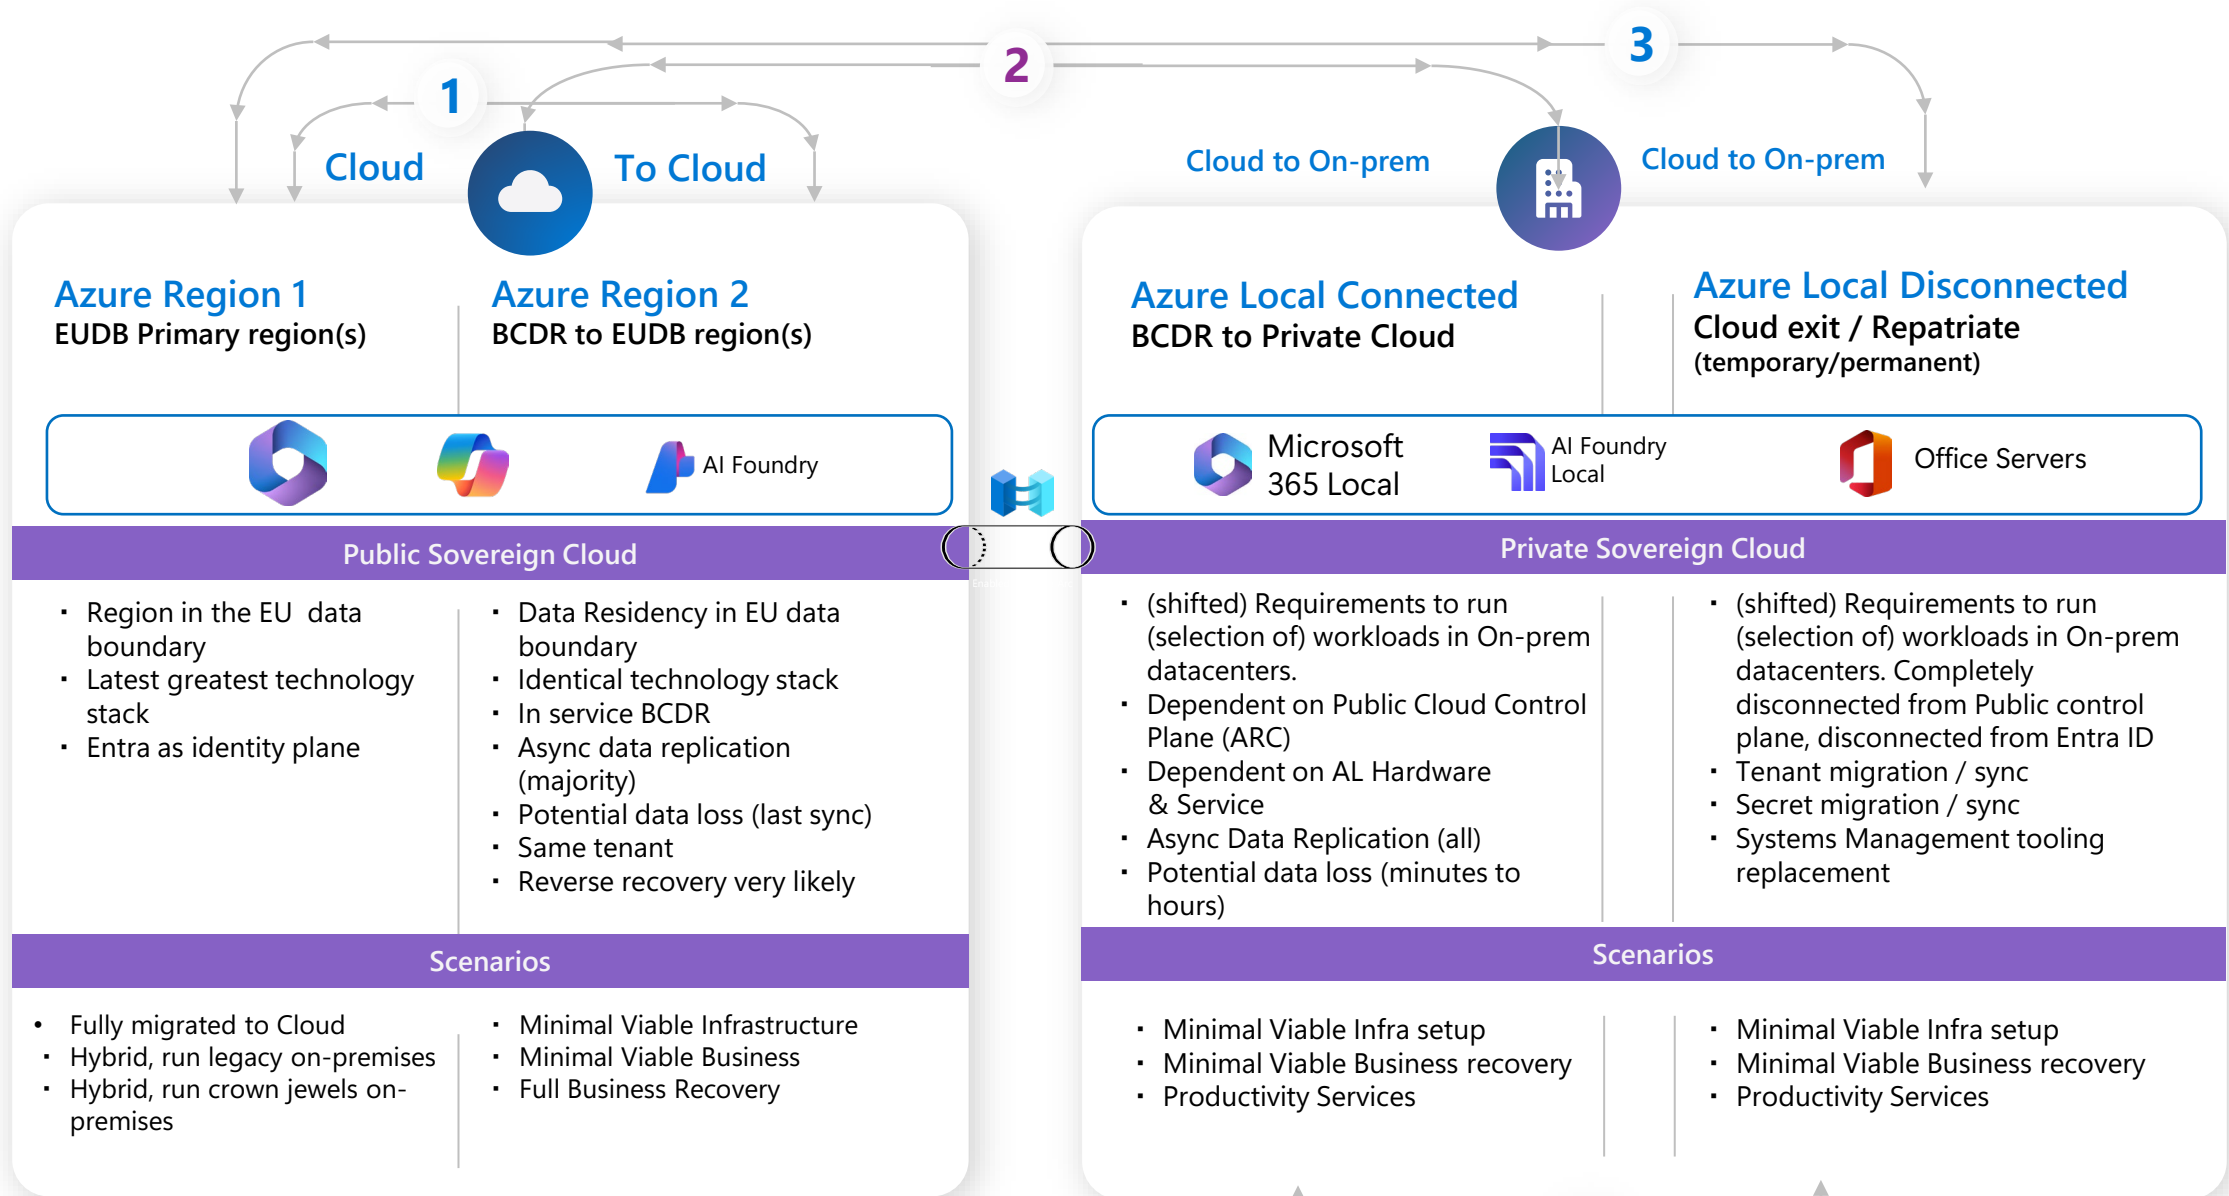 1
2
3
Cloud
To Cloud
Cloud to On-prem
Cloud to On-prem
Azure Region 1
EUDB Primary region(s)
Azure Region 2
BCDR to EUDB region(s)
AI Foundry
Public Sovereign Cloud
▪ Region in the EU data
boundary
▪ Latest greatest technology
stack
▪ Entra as identity plane
▪ Data Residency in EU data
boundary
▪ Identical technology stack
▪ In service BCDR
▪ Async data replication
(majority)
▪ Potential data loss (last sync)
▪ Same tenant
▪ Reverse recovery very likely
Scenarios
• Fully migrated to Cloud
▪ Hybrid, run legacy on-premises
▪ Hybrid, run crown jewels on-
premises
▪ Minimal Viable Infrastructure
▪ Minimal Viable Business
▪ Full Business Recovery
Azure Local Connected
BCDR to Private Cloud
Azure Local Disconnected
Cloud exit / Repatriate
(temporary/permanent)
Microsoft
365 Local
AI Foundry
Local
Office Servers
Private Sovereign Cloud
▪ (shifted) Requirements to run
(selection of) workloads in On-prem
datacenters.
▪ Dependent on Public Cloud Control
Plane (ARC)
▪ Dependent on AL Hardware
& Service
▪ Async Data Replication (all)
▪ Potential data loss (minutes to
hours)
▪ (shifted) Requirements to run
(selection of) workloads in On-prem
datacenters. Completely
disconnected from Public control
plane, disconnected from Entra ID
▪ Tenant migration / sync
▪ Secret migration / sync
▪ Systems Management tooling
replacement
Scenarios
▪ Minimal Viable Infra setup
▪ Minimal Viable Business recovery
▪ Productivity Services
▪ Minimal Viable Infra setup
▪ Minimal Viable Business recovery
▪ Productivity Services